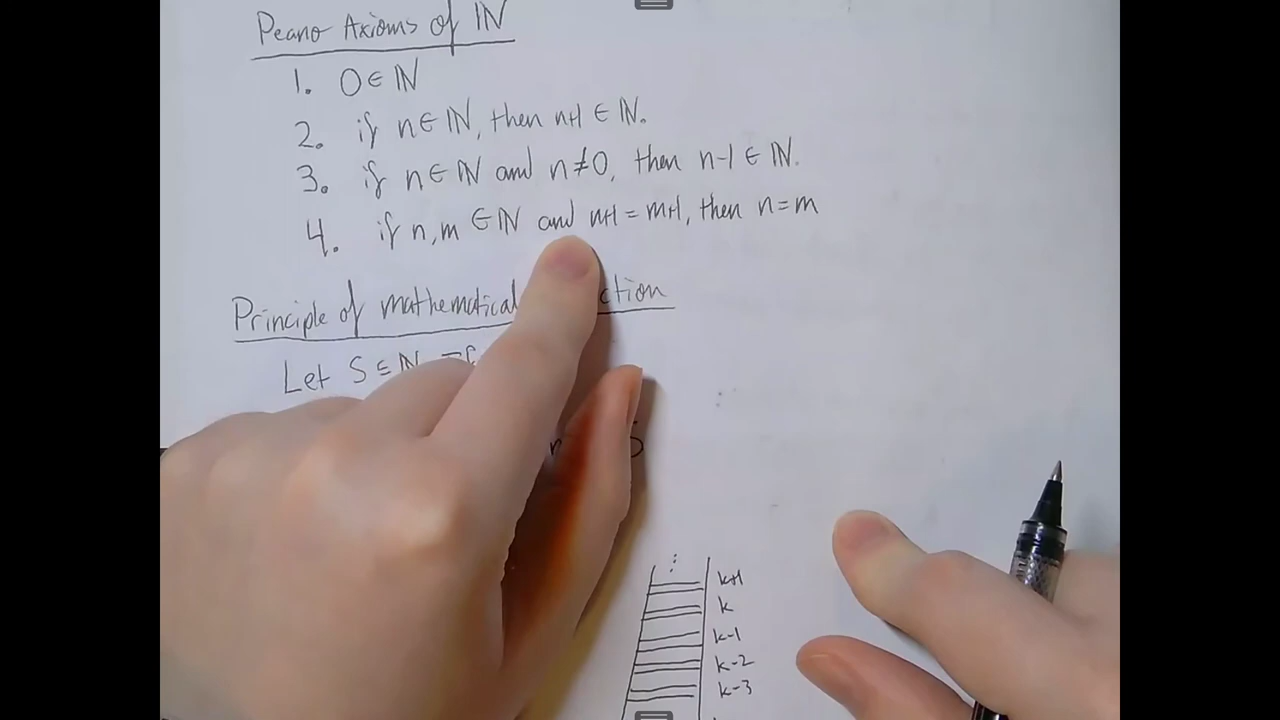 Peano Axioms of ℕ
1. 0 ∈ ℕ
2. if n ∈ ℕ, then n+1 ∈ ℕ.
3. if n ∈ ℕ and n ≠ 0, then n-1 ∈ ℕ.
4. if n, m ∈ ℕ and n+1 = m+1, then n = m
Principle of mathematical ction
Let S ⊆ ℕ
k+1
k
k-1
k-2
k-3